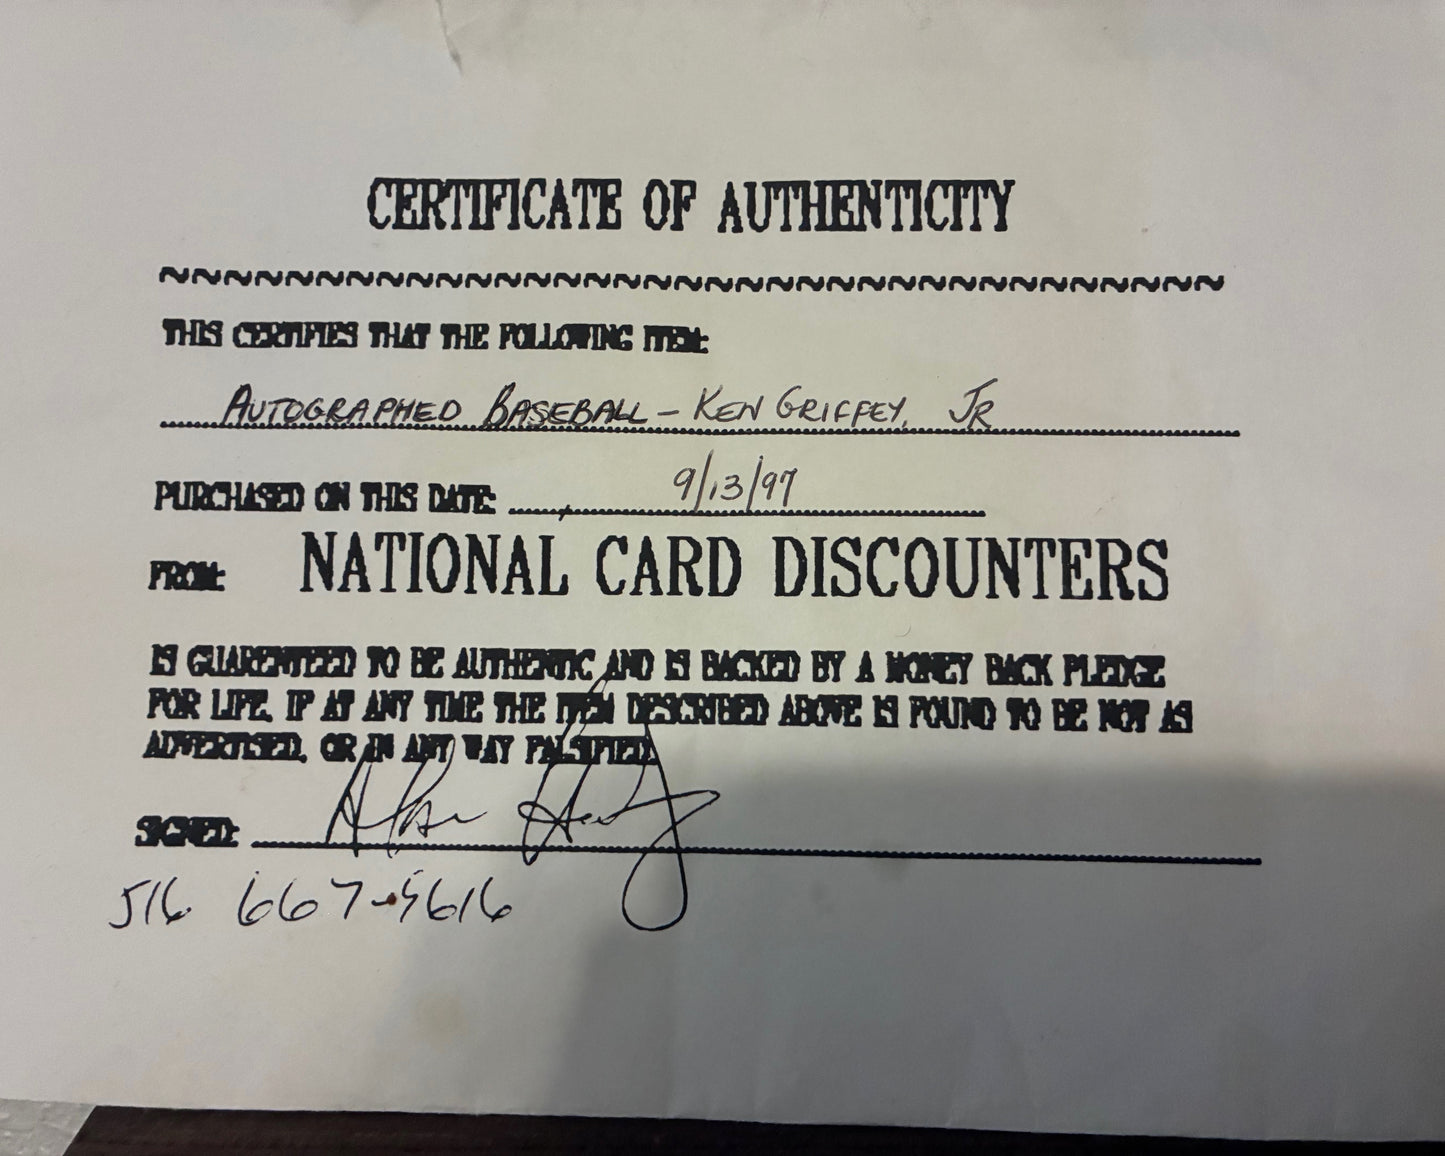 CERTIFICATE OF AUTHENTICITY
~~~~~~~~~~~~~~~~~~~~~~~~~~~~~~~~~~~~
THIS CERTIFIES THAT THE FOLLOWING ITEM:
AUTOGRAPHED BASEBALL - KEN GRIFFEY, JR
PURCHASED ON THIS DATE: 9/13/97
FROM: NATIONAL CARD DISCOUNTERS
IS GUARENTEED TO BE AUTHENTIC AND IS BACKED BY A MONEY BACK PLEDGE
FOR LIFE. IF AT ANY TIME THE ITEM DESCRIBED ABOVE IS FOUND TO BE NOT AS
ADVERTISED, OR IN ANY WAY FALSIFIED.
SIGNED:
516 667-5616